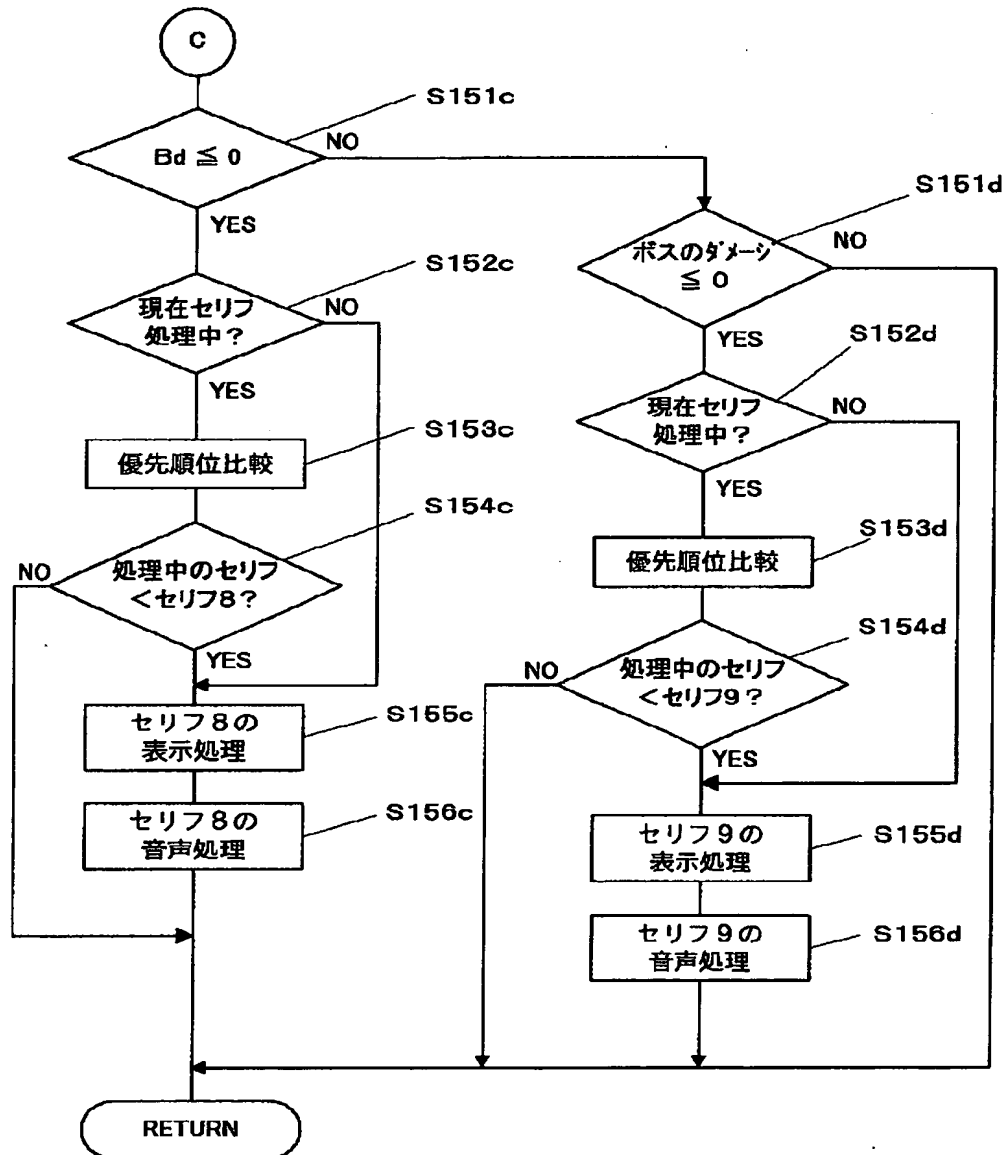 C
S151c
Bd ≦ 0
NO
YES
S152c
現在セリフ
処理中？
NO
YES
S153c
優先順位比較
S154c
処理中のセリフ
＜セリフ8？
NO
YES
セリフ8の
表示処理
S155c
セリフ8の
音声処理
S156c
S151d
ボスのダメージ
≦ 0
NO
YES
S152d
現在セリフ
処理中？
NO
YES
S153d
優先順位比較
S154d
処理中のセリフ
＜セリフ9？
NO
YES
セリフ9の
表示処理
S155d
セリフ9の
音声処理
S156d
RETURN